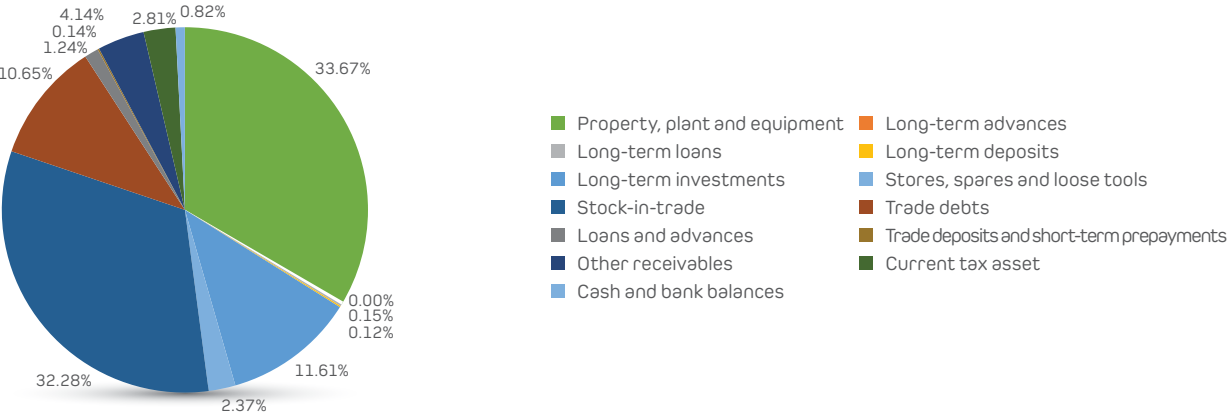 4.14%
2.81%
0.82%
0.14%
1.24%
10.65%
33.67%
0.00%
0.15%
0.12%
11.61%
32.28%
2.37%
Property, plant and equipment
Long-term advances
Long-term loans
Long-term deposits
Long-term investments
Stores, spares and loose tools
Stock-in-trade
Trade debts
Loans and advances
Trade deposits and short-term prepayments
Other receivables
Current tax asset
Cash and bank balances